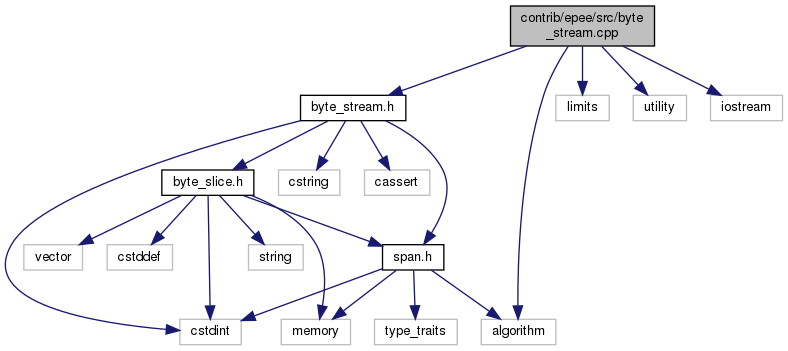 contrib/epee/src/byte
_stream.cpp
byte_stream.h
limits
utility
iostream
byte_slice.h
cstring
cassert
vector
cstddef
string
span.h
cstdint
memory
type_traits
algorithm